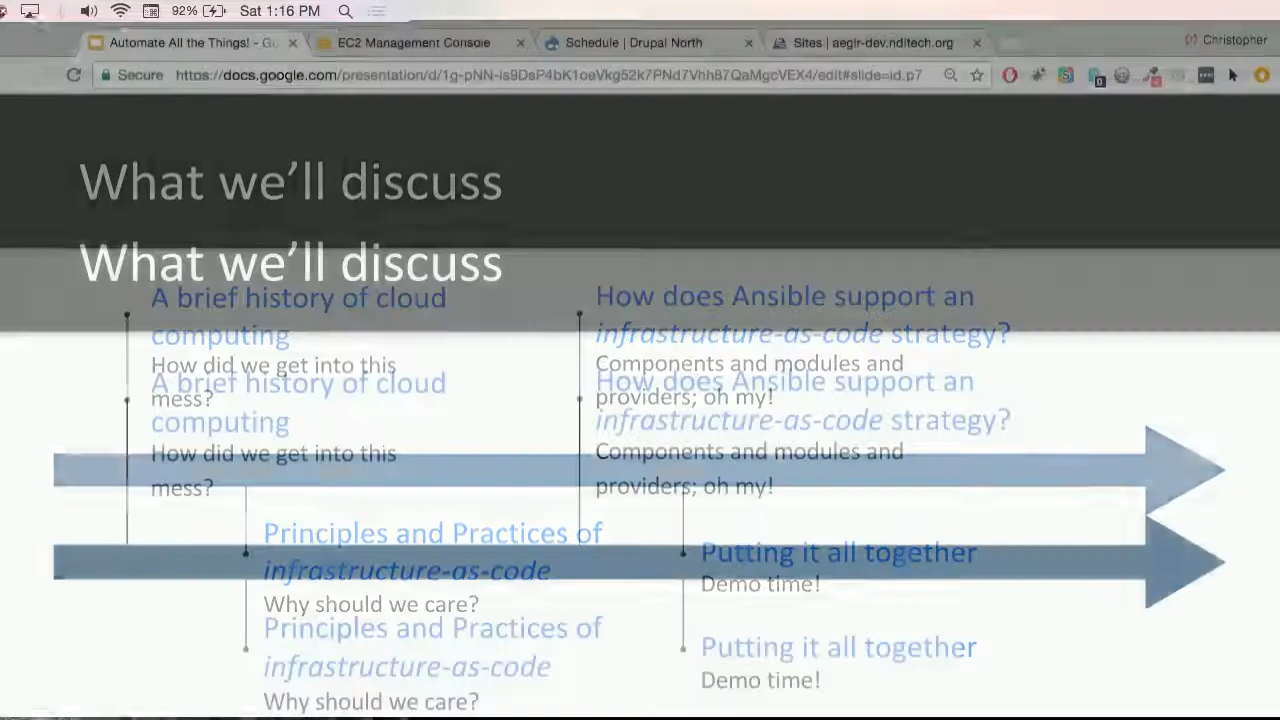 92% Sat 1:16 PM
Automate All the Things! - Gu × EC2 Management Console × Schedule | Drupal North × Sites | aegir-dev.nditech.org × Christopher
Secure https://docs.google.com/presentation/d/1g-pNN-is9DsP4bK1oeVkg52k7PNd7Vhh87QaMgcVEX4/edit#slide=id.p7
What we'll discuss
What we'll discuss
A brief history of cloud
computing
How did we get into this
mess?
A brief history of cloud
computing
How did we get into this
mess?
How does Ansible support an
infrastructure-as-code strategy?
Components and modules and
providers; oh my!
How does Ansible support an
infrastructure-as-code strategy?
Components and modules and
providers; oh my!
Principles and Practices of
infrastructure-as-code
Why should we care?
Principles and Practices of
infrastructure-as-code
Why should we care?
Putting it all together
Demo time!
Putting it all together
Demo time!